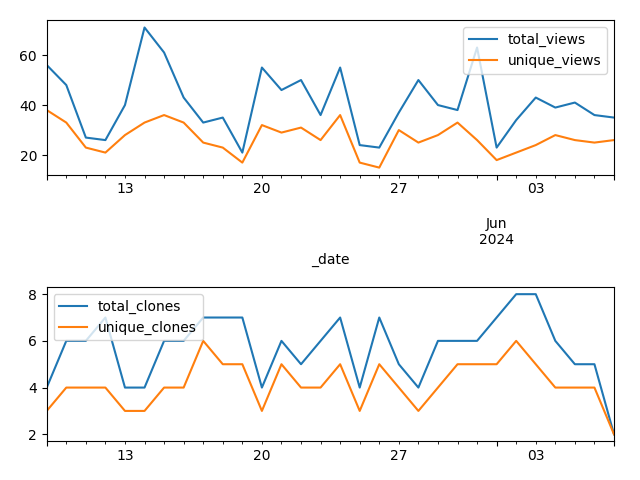 total_views
unique_views
60
40
20
13 20 27 03
Jun
2024
_date
total_clones
unique_clones
8
6
4
2
13 20 27 03